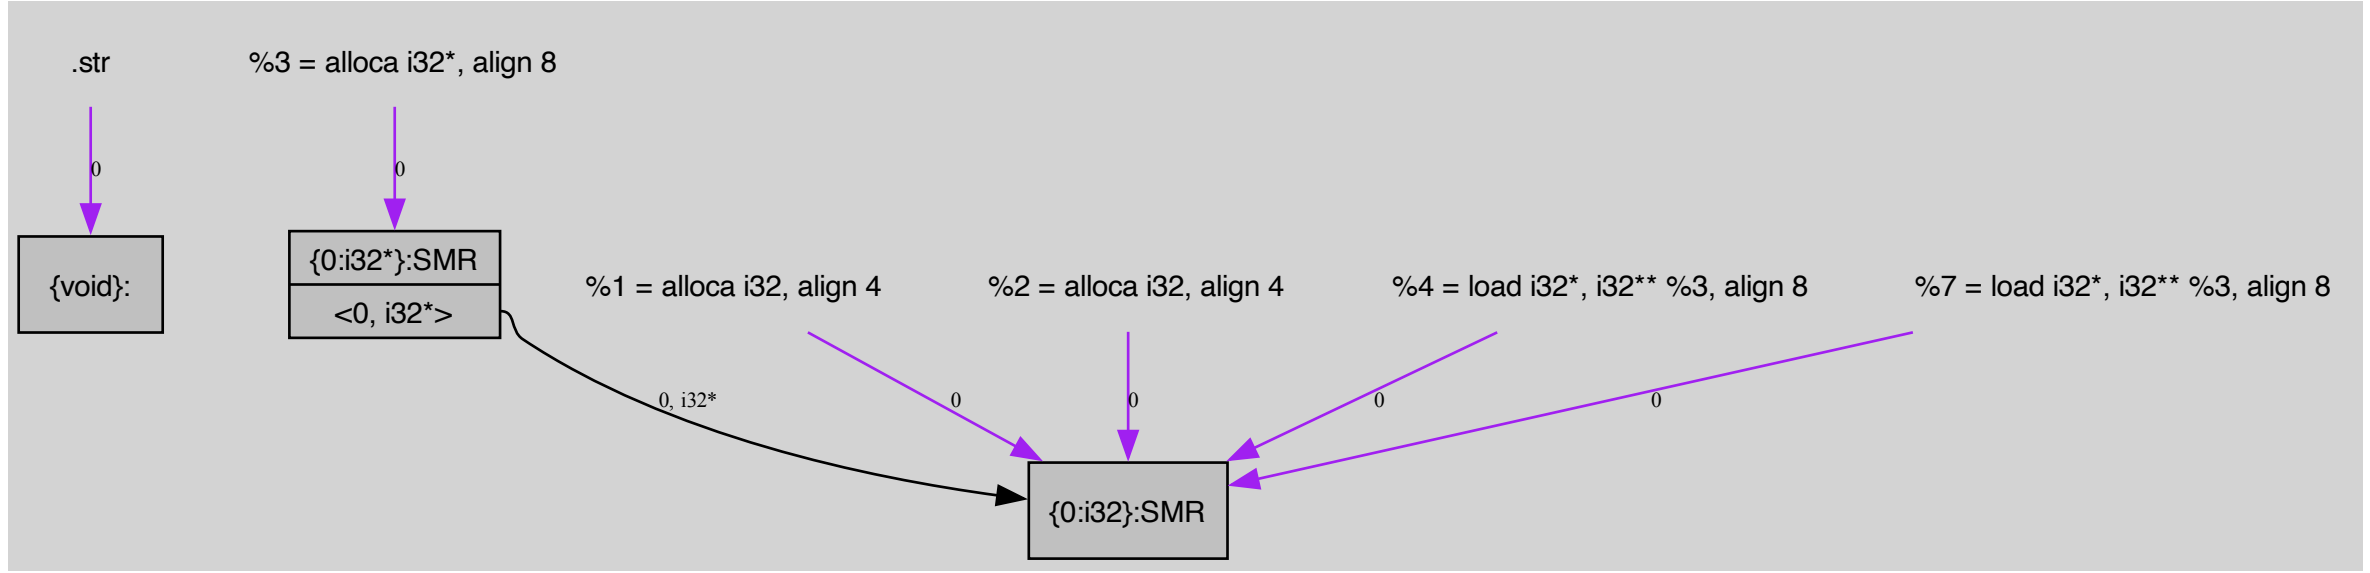 .str
%3 = alloca i32*, align 8
0
0
{void}:
{0:i32*}:SMR
<0, i32*>
%1 = alloca i32, align 4
%2 = alloca i32, align 4
%4 = load i32*, i32** %3, align 8
%7 = load i32*, i32** %3, align 8
0, i32*
0
0
0
0
{0:i32}:SMR